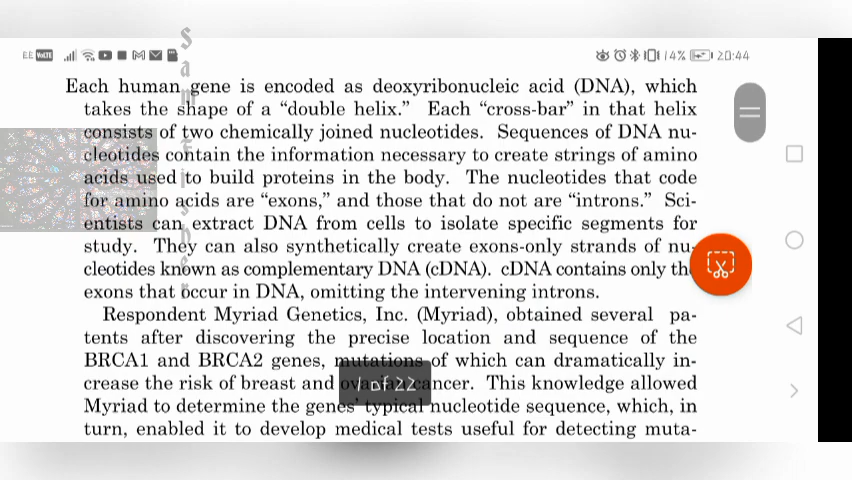 EE VoLTE 14% 20:44
Each human gene is encoded as deoxyribonucleic acid (DNA), which
takes the shape of a “double helix.” Each “cross-bar” in that helix
consists of two chemically joined nucleotides. Sequences of DNA nu-
cleotides contain the information necessary to create strings of amino
acids used to build proteins in the body. The nucleotides that code
for amino acids are “exons,” and those that do not are “introns.” Sci-
entists can extract DNA from cells to isolate specific segments for
study. They can also synthetically create exons-only strands of nu-
cleotides known as complementary DNA (cDNA). cDNA contains only the
exons that occur in DNA, omitting the intervening introns.
Respondent Myriad Genetics, Inc. (Myriad), obtained several pa-
tents after discovering the precise location and sequence of the
BRCA1 and BRCA2 genes, mutations of which can dramatically in-
crease the risk of breast and ovarian cancer. This knowledge allowed
1 of 22
Myriad to determine the genes’ typical nucleotide sequence, which, in
turn, enabled it to develop medical tests useful for detecting muta-